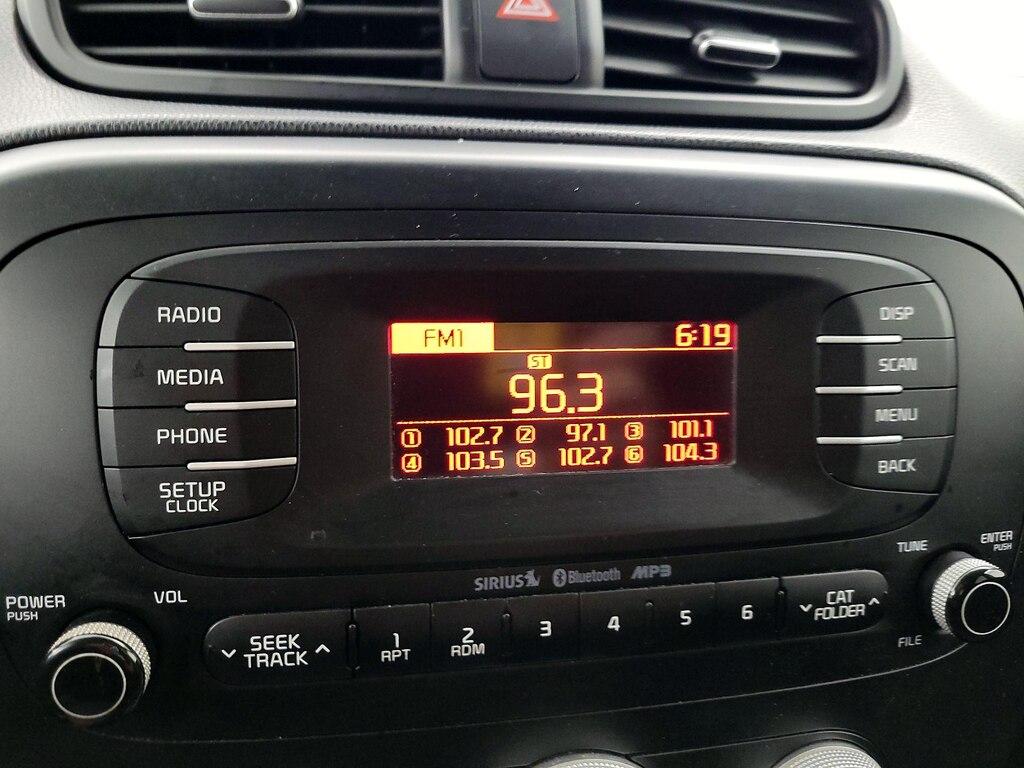 RADIO
MEDIA
PHONE
SETUP
CLOCK
FM1 6:19
ST
96.3
1 102.7 2 97.1 3 101.1
4 103.5 5 102.7 6 104.3
DISP
SCAN
MENU
BACK
SIRIUS Bluetooth MP3
POWER
PUSH
VOL
SEEK
TRACK
1
RPT
2
RDM
3
4
5
6
CAT
FOLDER
TUNE
ENTER
PUSH
FILE